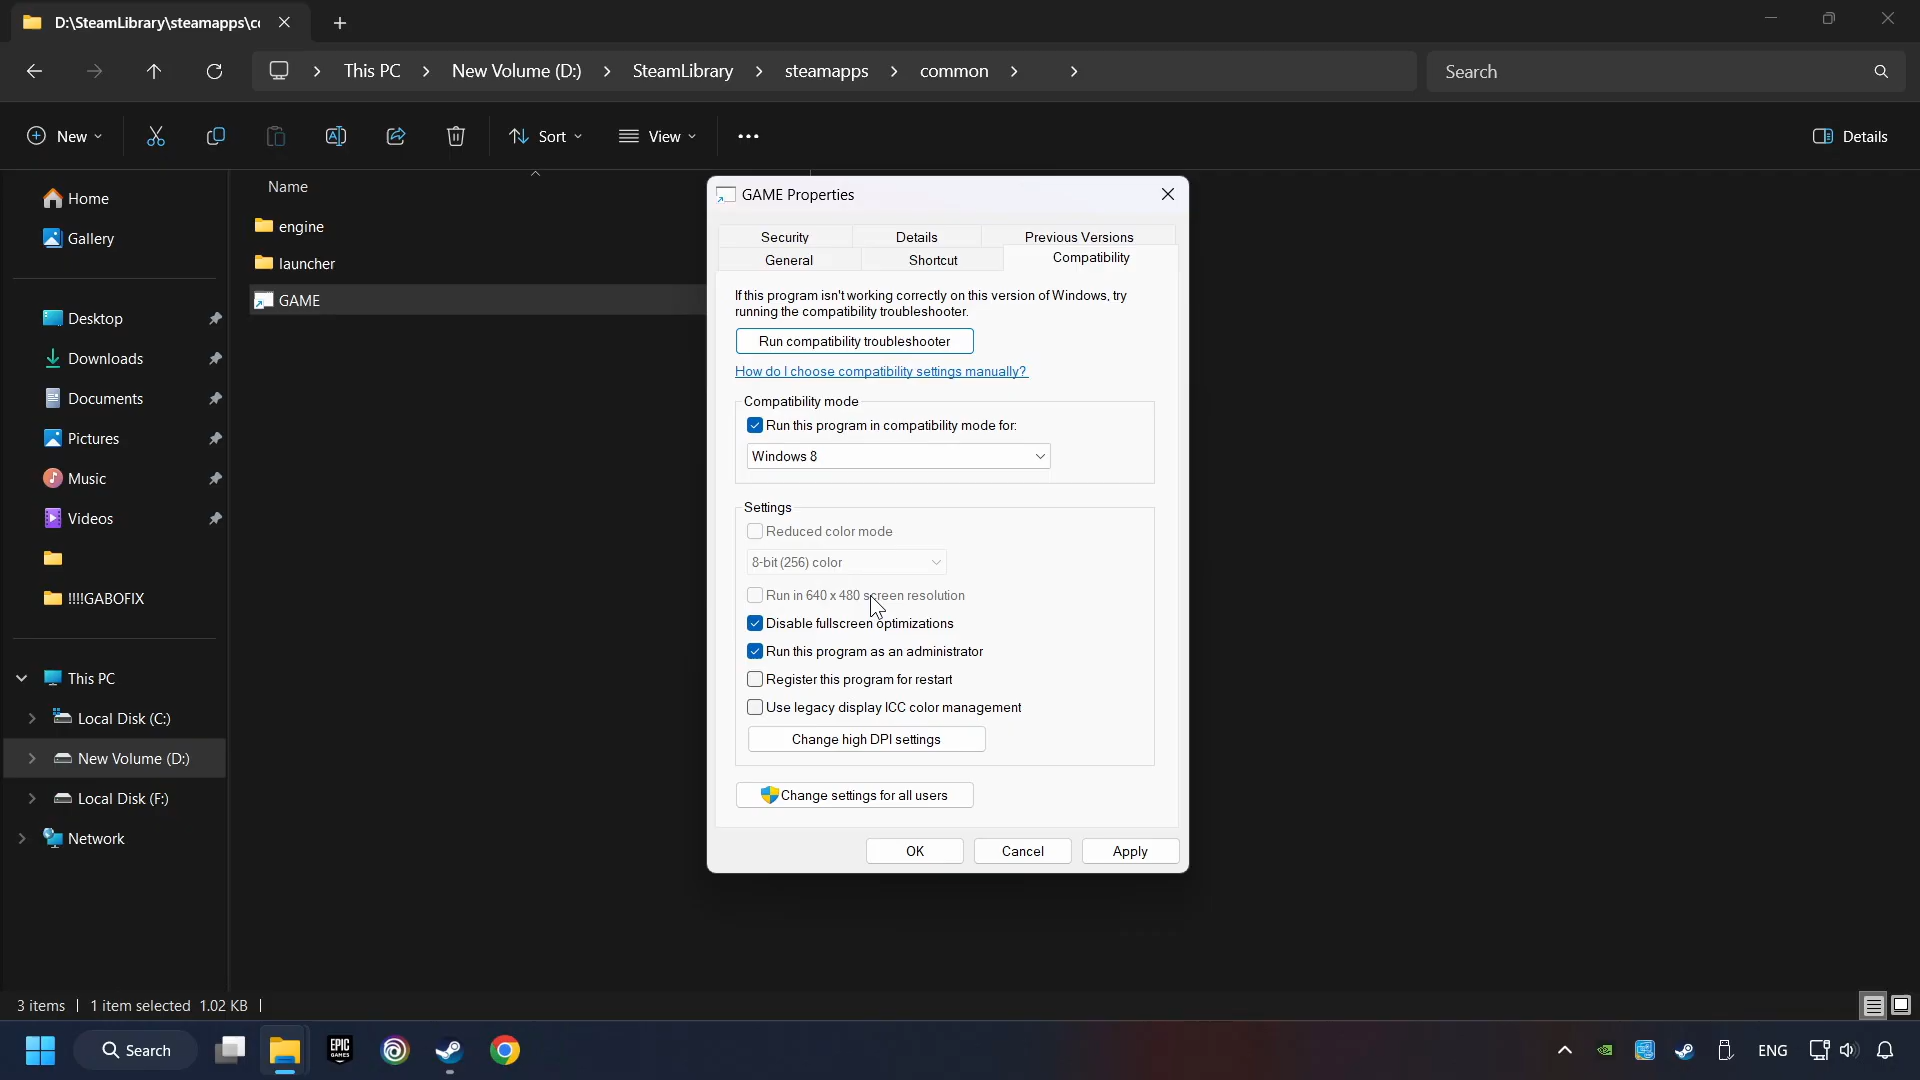 D:\SteamLibrary\steamapps\cc
This PC > New Volume (D:) > SteamLibrary > steamapps > common > >
Search
New
Sort
View
Details
Home
Gallery
Desktop
Downloads
Documents
Pictures
Music
Videos
!!!!GABOFIX
This PC
Local Disk (C:)
New Volume (D:)
Local Disk (F:)
Network
Name
engine
launcher
GAME
GAME Properties
Security
Details
Previous Versions
General
Shortcut
Compatibility
If this program isn't working correctly on this version of Windows, try
running the compatibility troubleshooter.
Run compatibility troubleshooter
How do I choose compatibility settings manually?
Compatibility mode
Run this program in compatibility mode for:
Windows 8
Settings
Reduced color mode
8-bit (256) color
Run in 640 x 480 screen resolution
Disable fullscreen optimizations
Run this program as an administrator
Register this program for restart
Use legacy display ICC color management
Change high DPI settings
Change settings for all users
OK
Cancel
Apply
3 items
1 item selected 1.02 KB
Search
EPIC
GAMES
ENG